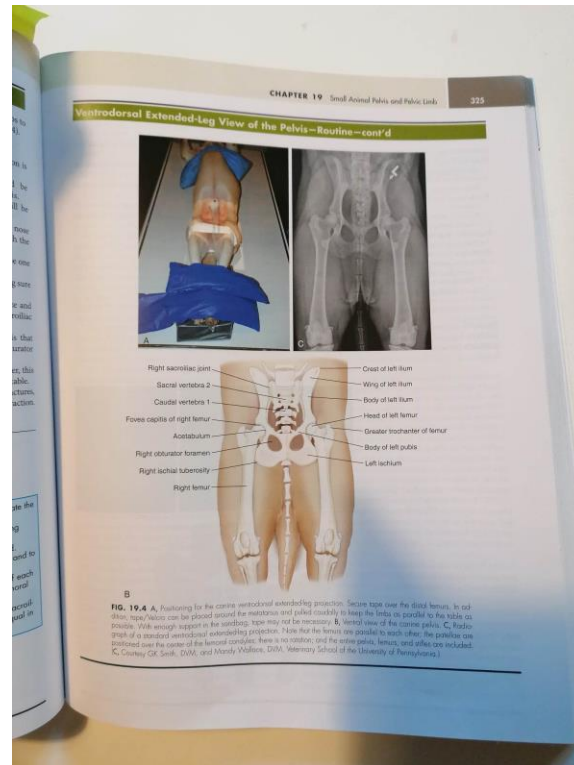 CHAPTER 19 Small Animal Pelvis and Pelvic Limb 325
Ventrodorsal Extended-Leg View of the Pelvis—Routine—cont'd
A
C
Right sacroiliac joint
Sacral vertebra 2
Caudal vertebra 1
Fovea capitis of right femur
Acetabulum
Right obturator foramen
Right ischial tuberosity
Right femur
Crest of left ilium
Wing of left ilium
Body of left ilium
Head of left femur
Greater trochanter of femur
Body of left pubis
Left ischium
B
FIG. 19.4 A, Positioning for the canine ventrodorsal extended-leg projection. Secure tape over the distal femurs. In ad-
dition, tape/Velcro can be placed around the metatarsus and pulled caudally to keep the limbs as parallel to the table as
possible. With enough support in the sandbag, tape may not be necessary. B, Ventral view of the canine pelvis. C, Radio-
graph of a standard ventrodorsal extended-leg projection. Note that the femurs are parallel to each other; the patellae are
positioned over the center of the femoral condyles; there is no rotation; and the entire pelvis, femurs, and stifles are included.
(C, Courtesy GK Smith, DVM, and Mandy Wallace, DVM, Veterinary School of the University of Pennsylvania.)